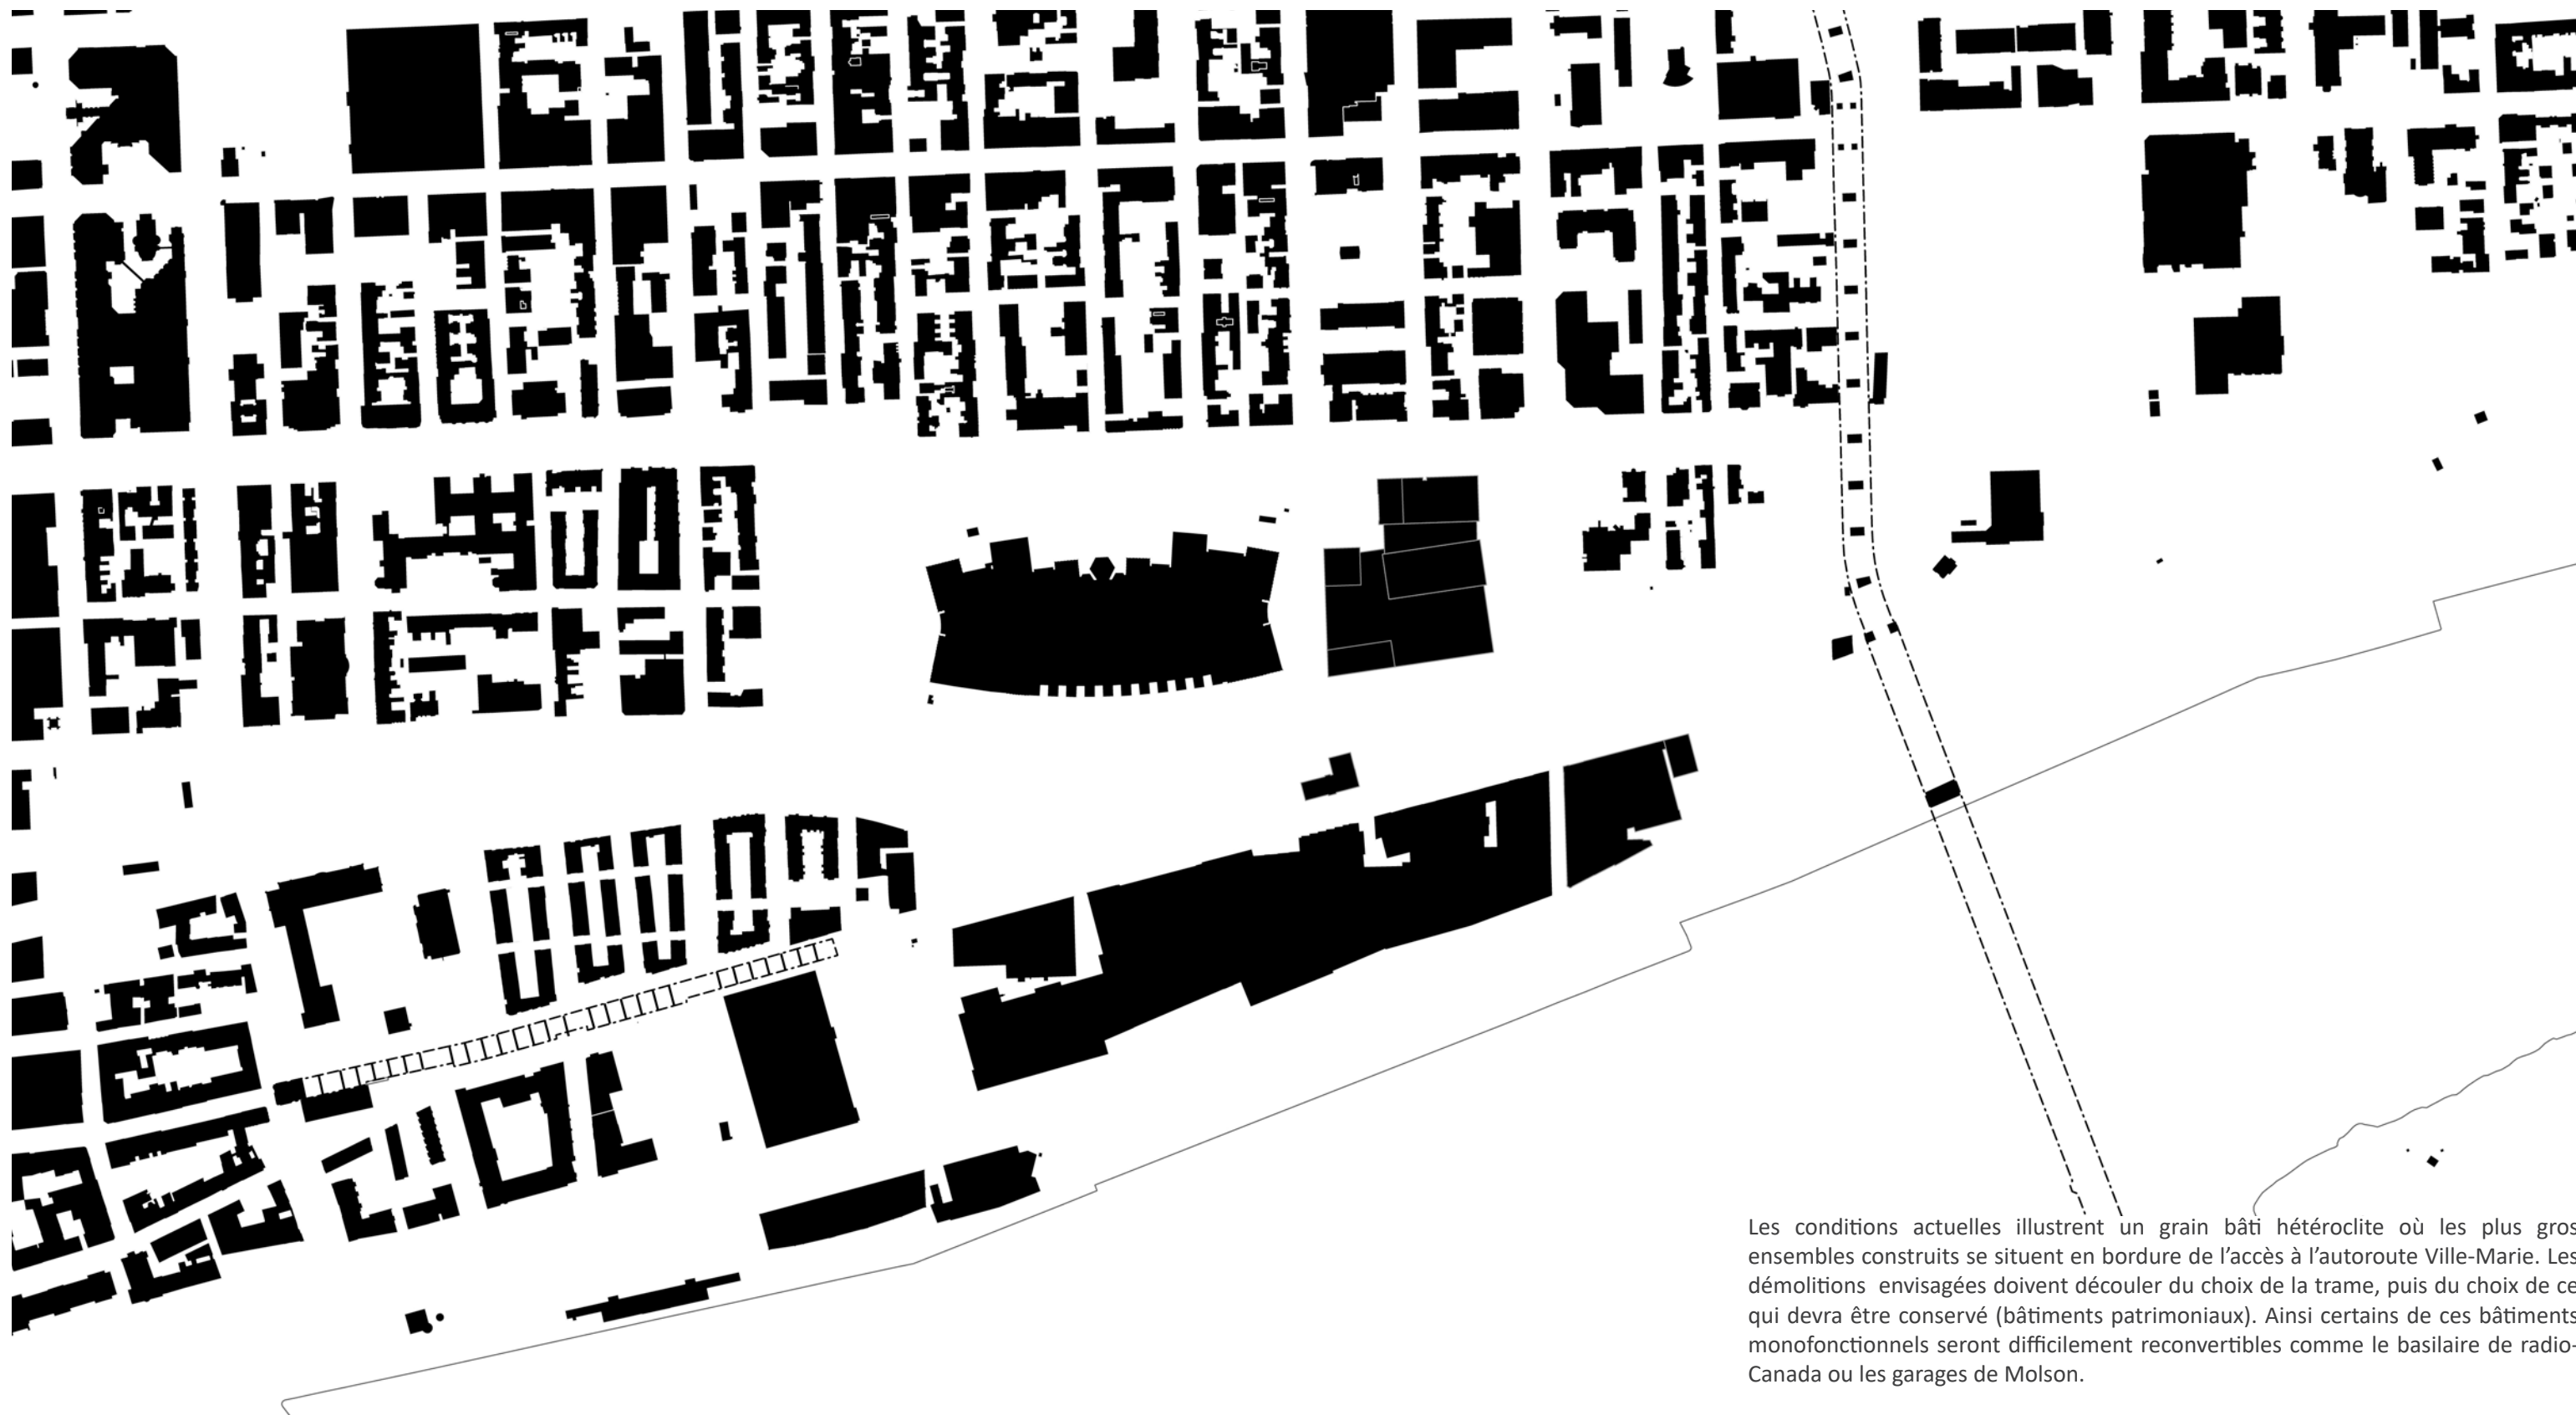 Les conditions actuelles illustrent un grain bâti hétéroclite où les plus gros
ensembles construits se situent en bordure de l'accès à l'autoroute Ville-Marie. Les
démolitions envisagées doivent découler du choix de la trame, puis du choix de ce
qui devra être conservé (bâtiments patrimoniaux). Ainsi certains de ces bâtiments
monofonctionnels seront difficilement reconvertibles comme le basilaire de radio-
Canada ou les garages de Molson.